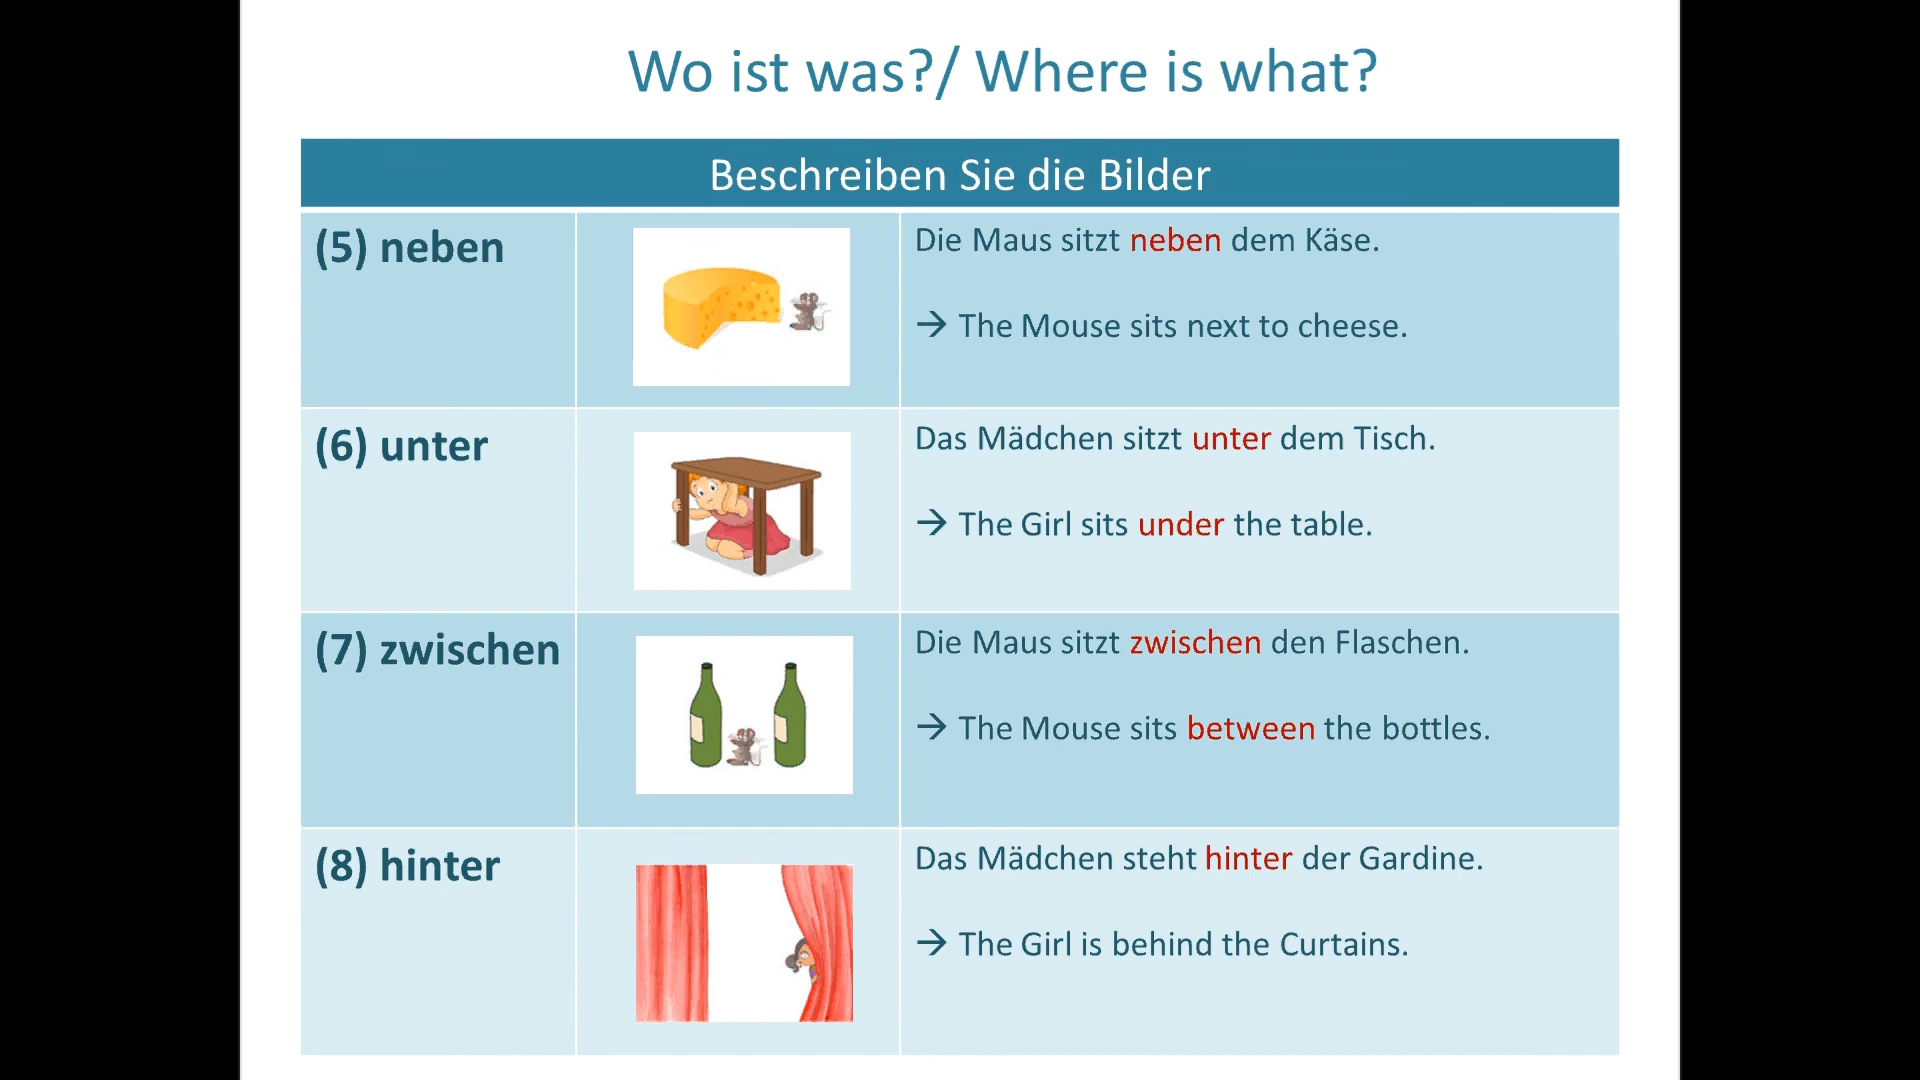 Wo ist was?/ Where is what?
Beschreiben Sie die Bilder
(5) neben
Die Maus sitzt neben dem Käse.
→ The Mouse sits next to cheese.
(6) unter
Das Mädchen sitzt unter dem Tisch.
→ The Girl sits under the table.
(7) zwischen
Die Maus sitzt zwischen den Flaschen.
→ The Mouse sits between the bottles.
(8) hinter
Das Mädchen steht hinter der Gardine.
→ The Girl is behind the Curtains.